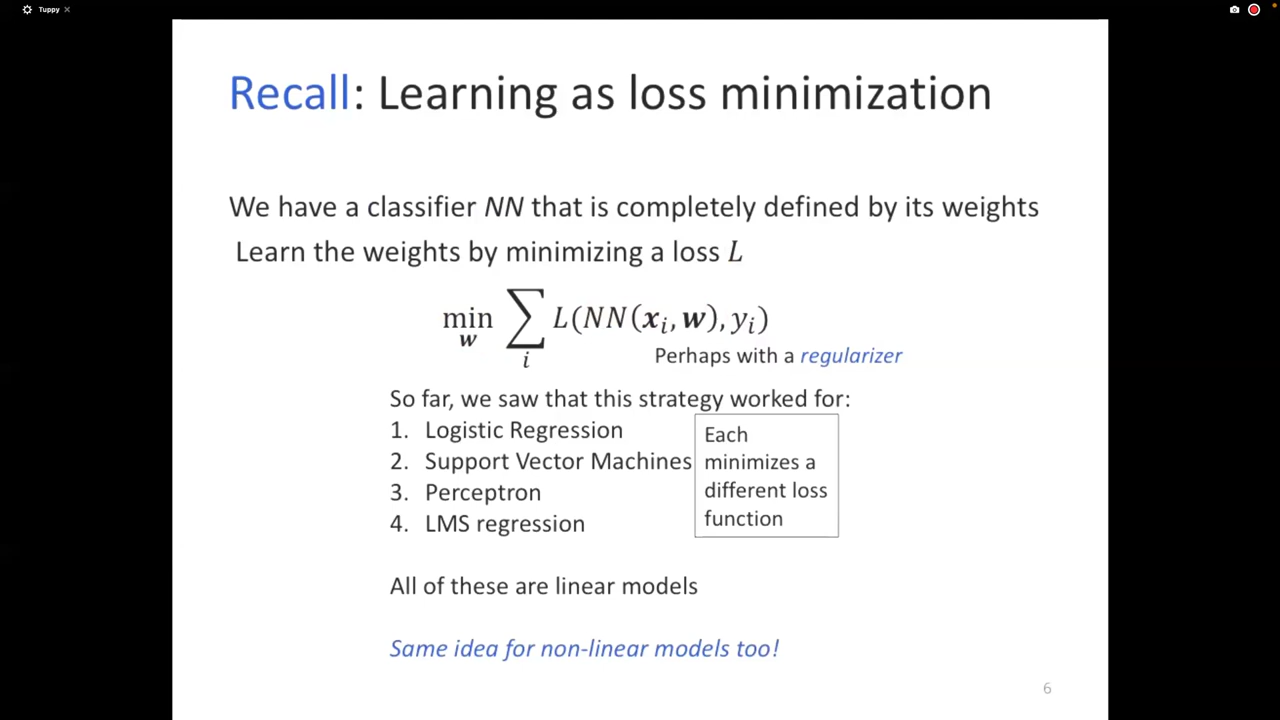 Tuppy ×
Recall: Learning as loss minimization
We have a classifier NN that is completely defined by its weights
Learn the weights by minimizing a loss L
min_w ∑_i L(NN(x_i, w), y_i)
Perhaps with a regularizer
So far, we saw that this strategy worked for:
1. Logistic Regression
2. Support Vector Machines
3. Perceptron
4. LMS regression
Each
minimizes a
different loss
function
All of these are linear models
Same idea for non-linear models too!
6